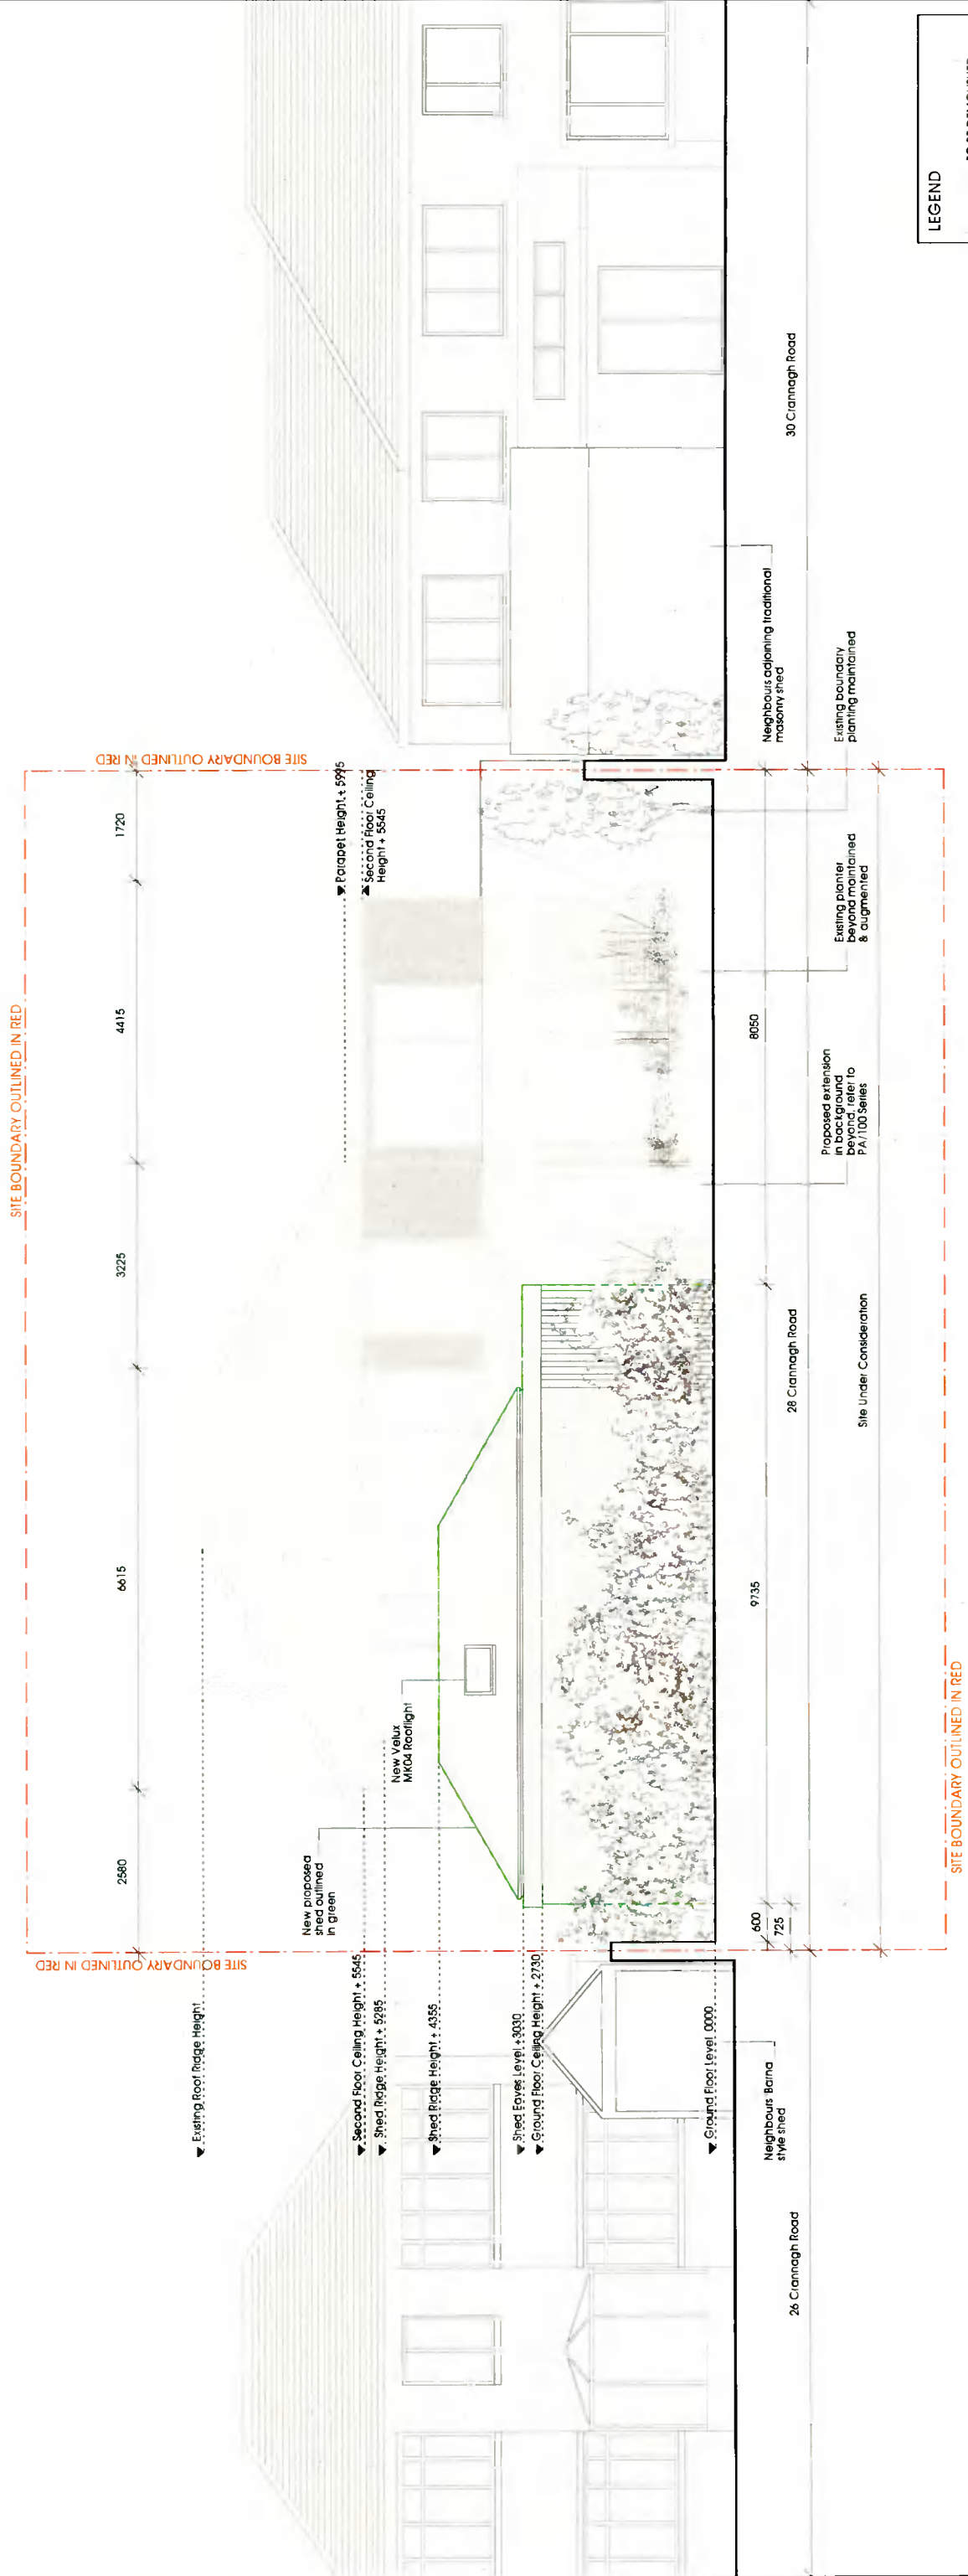 SITE BOUNDARY OUTLINED IN RED
SITE BOUNDARY OUTLINED IN RED
SITE BOUNDARY OUTLINED IN RED
SITE BOUNDARY OUTLINED IN RED
2580
6615
3225
4415
1720
Existing Roof Ridge Height
Second Floor Ceiling Height + 5545
Shed Ridge Height + 5285
Shed Ridge Height + 4355
Shed Eaves Level +3030
Ground Floor Ceiling Height + 2730
Ground Floor Level 0000
New proposed
shed outlined
in green
New Velux
MK04 Rooflight
Parapet Height + 5995
Second Floor Ceiling
Height + 5545
Neighbours Barna
style shed
26 Crannagh Road
600
725
9735
8050
28 Crannagh Road
Site Under Consideration
Proposed extension
in background
beyond, refer to
PA/100 Series
Existing planter
beyond maintained
& augmented
Existing boundary
planting maintained
Neighbours adjoining traditional
masonry shed
30 Crannagh Road
LEGEND